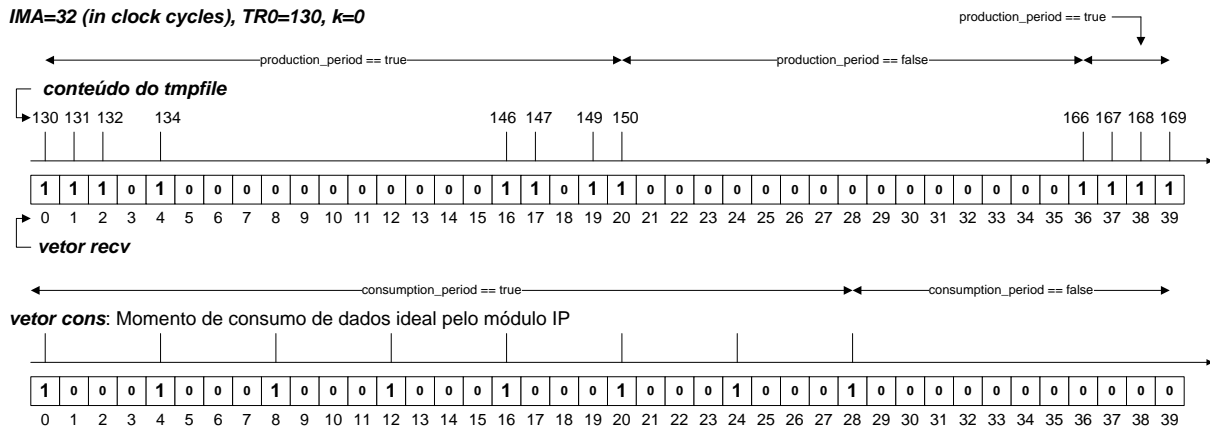 IMA=32 (in clock cycles), TR0=130, k=0
production_period == true
production_period == true production_period == false
conteúdo do tmpfile
130 131 132 134 146 147 149 150 166 167 168 169
1 1 1 0 1 0 0 0 0 0 0 0 0 0 0 0 1 1 0 1 1 0 0 0 0 0 0 0 0 0 0 0 0 0 0 0 1 1 1 1
0 1 2 3 4 5 6 7 8 9 10 11 12 13 14 15 16 17 18 19 20 21 22 23 24 25 26 27 28 29 30 31 32 33 34 35 36 37 38 39
vetor recv
consumption_period == true consumption_period == false
vetor cons: Momento de consumo de dados ideal pelo módulo IP
1 0 0 0 1 0 0 0 1 0 0 0 1 0 0 0 1 0 0 0 1 0 0 0 1 0 0 0 1 0 0 0 0 0 0 0 0 0 0 0
0 1 2 3 4 5 6 7 8 9 10 11 12 13 14 15 16 17 18 19 20 21 22 23 24 25 26 27 28 29 30 31 32 33 34 35 36 37 38 39